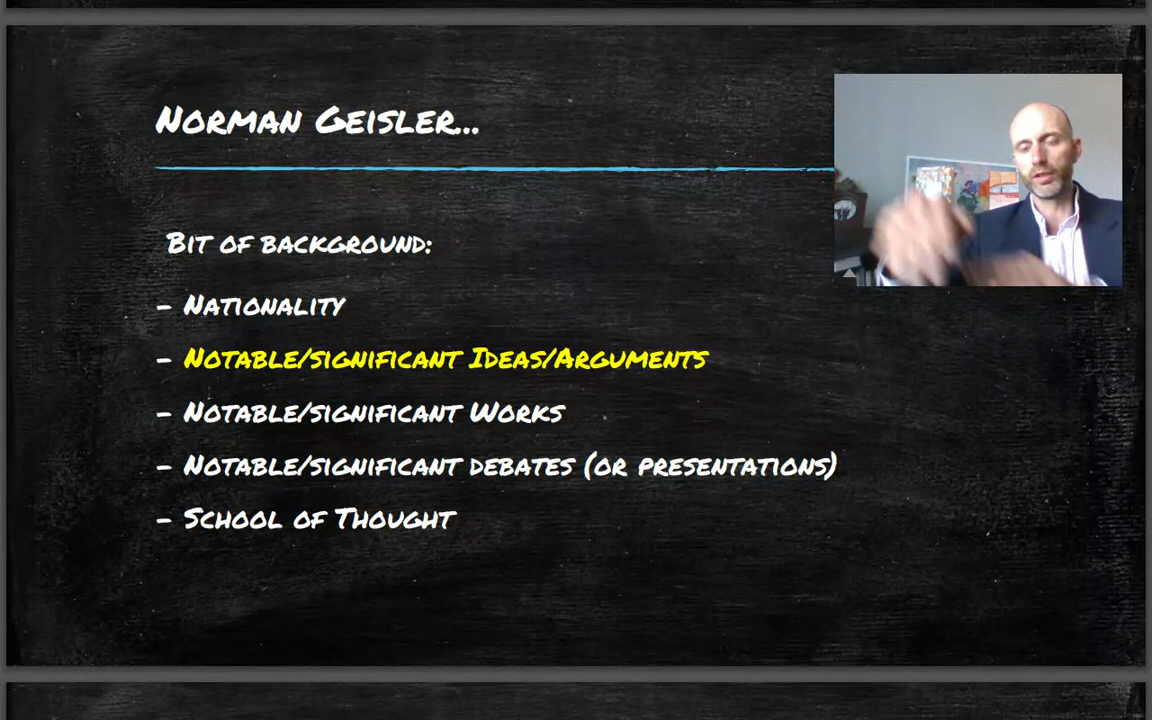 Norman Geisler...
Bit of background:
- Nationality
- Notable/significant Ideas/Arguments
- Notable/significant Works
- Notable/significant debates (or presentations)
- School of Thought